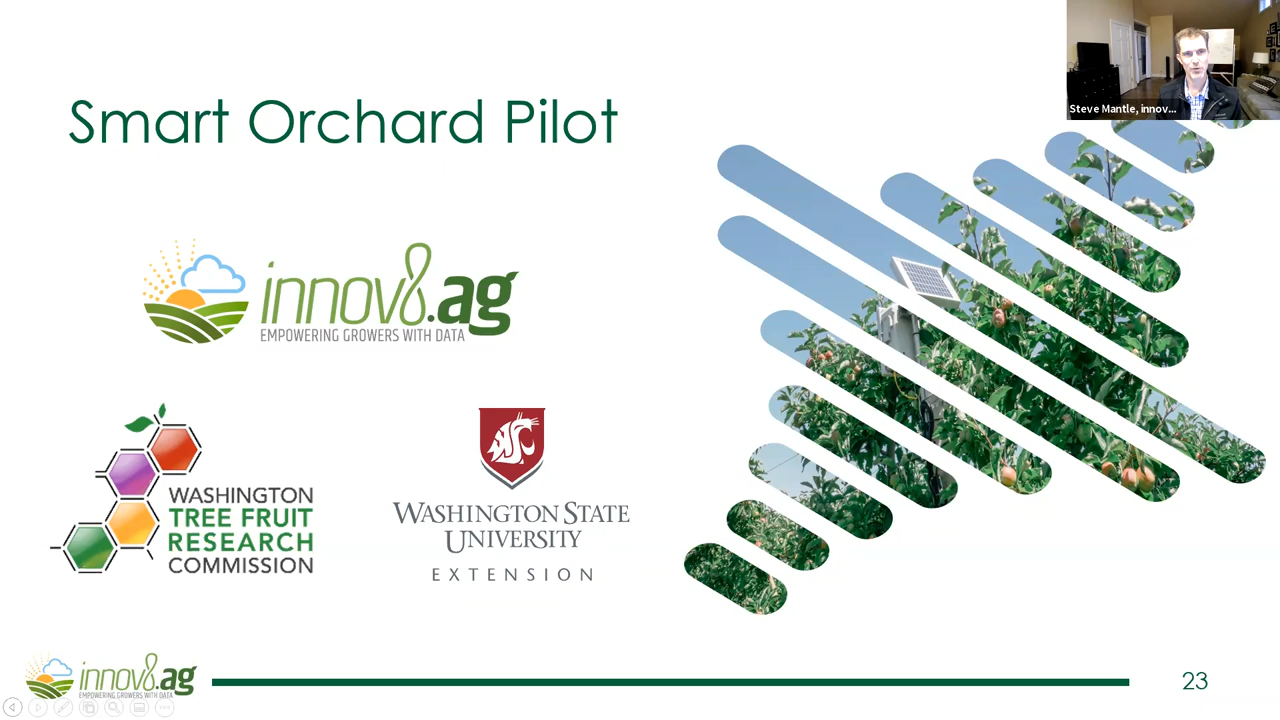 Steve Mantle, innov...
Smart Orchard Pilot
innov8.ag
EMPOWERING GROWERS WITH DATA
WASHINGTON
TREE FRUIT
RESEARCH
COMMISSION
WASHINGTON STATE
UNIVERSITY
EXTENSION
innov8.ag
EMPOWERING GROWERS WITH DATA
23